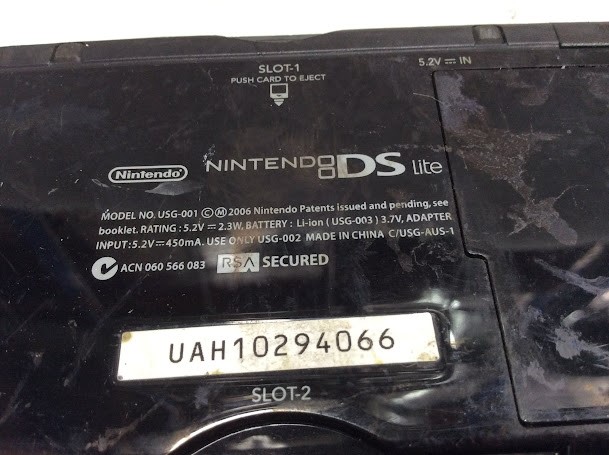 SLOT-1
PUSH CARD TO EJECT
5.2V ⎓ IN
Nintendo
NINTENDO DS Lite
MODEL NO. USG-001 ⒸⓂ 2006 Nintendo Patents issued and pending, see
booklet. RATING : 5.2V ⎓ 2.3W, BATTERY : Li-ion ( USG-003 ) 3.7V, ADAPTER
INPUT:5.2V⎓450mA. USE ONLY USG-002 MADE IN CHINA C/USG-AUS-1
ACN 060 566 083 RSA SECURED
UAH10294066
SLOT-2